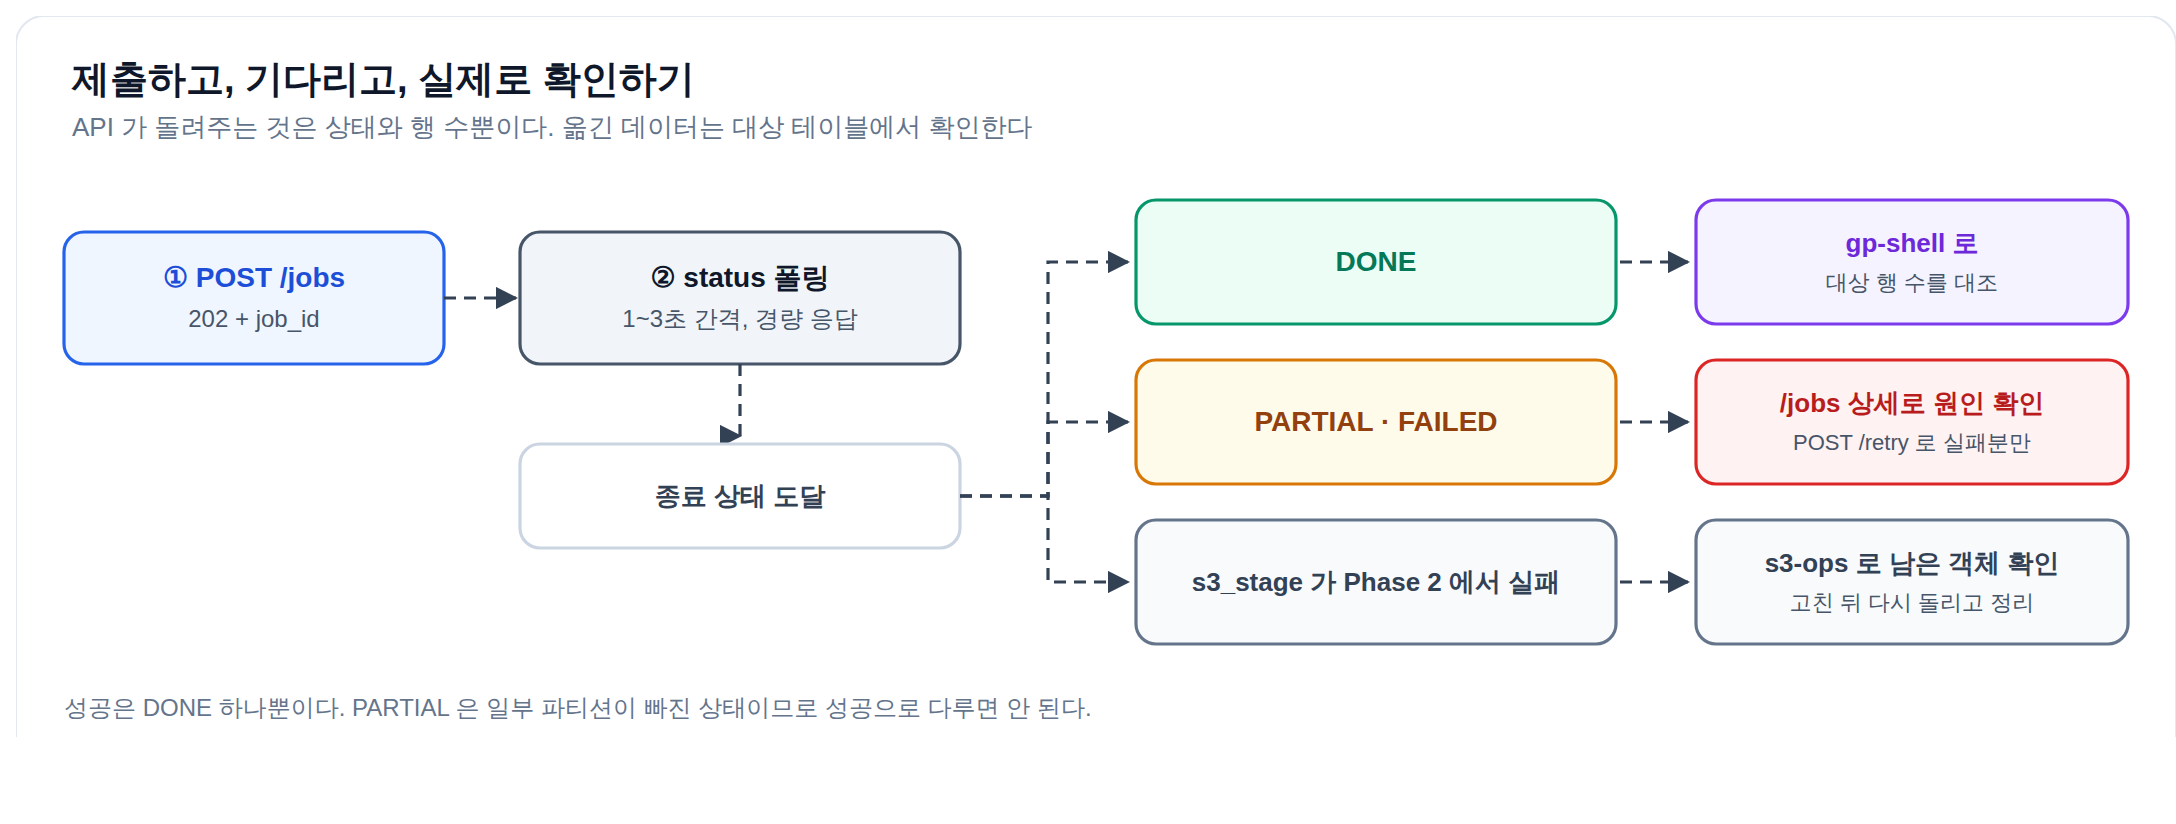 제출하고, 기다리고, 실제로 확인하기
API 가 돌려주는 것은 상태와 행 수뿐이다. 옮긴 데이터는 대상 테이블에서 확인한다
① POST /jobs
202 + job_id
② status 폴링
1~3초 간격, 경량 응답
종료 상태 도달
DONE
gp-shell 로
대상 행 수를 대조
PARTIAL · FAILED
/jobs 상세로 원인 확인
POST /retry 로 실패분만
s3_stage 가 Phase 2 에서 실패
s3-ops 로 남은 객체 확인
고친 뒤 다시 돌리고 정리
성공은 DONE 하나뿐이다. PARTIAL 은 일부 파티션이 빠진 상태이므로 성공으로 다루면 안 된다.